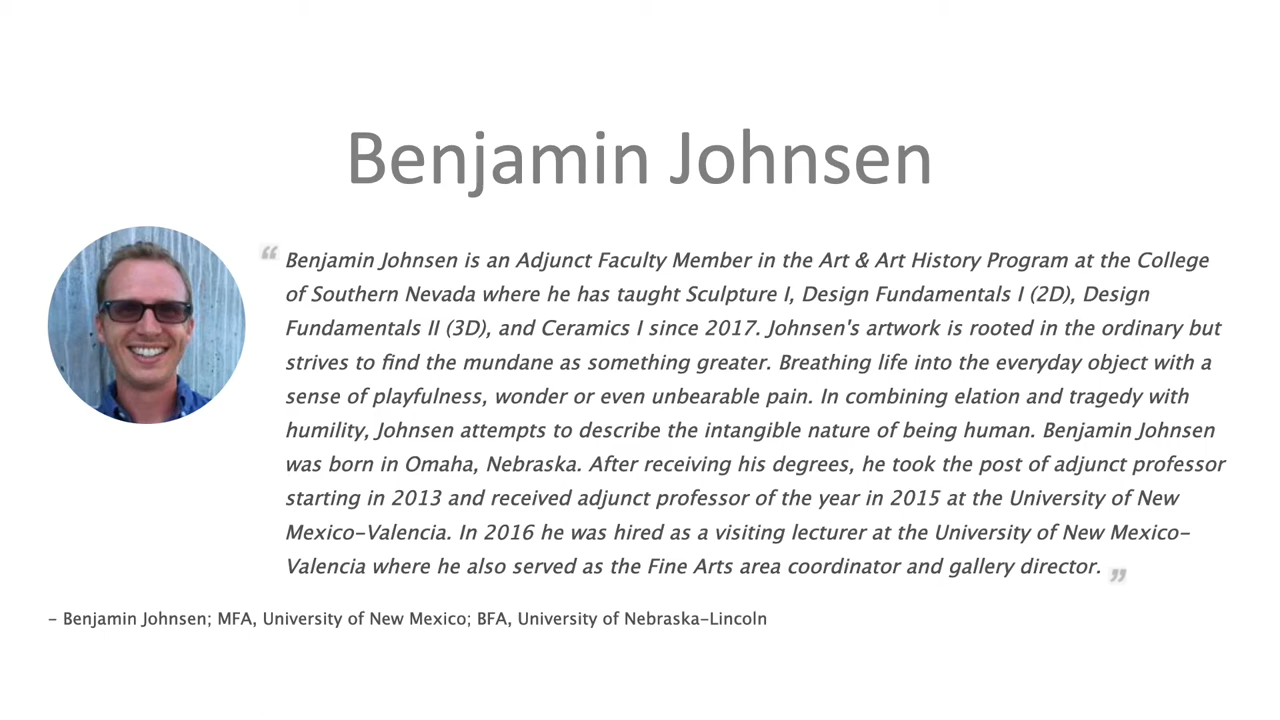 Benjamin Johnsen
“ Benjamin Johnsen is an Adjunct Faculty Member in the Art & Art History Program at the College
of Southern Nevada where he has taught Sculpture I, Design Fundamentals I (2D), Design
Fundamentals II (3D), and Ceramics I since 2017. Johnsen's artwork is rooted in the ordinary but
strives to find the mundane as something greater. Breathing life into the everyday object with a
sense of playfulness, wonder or even unbearable pain. In combining elation and tragedy with
humility, Johnsen attempts to describe the intangible nature of being human. Benjamin Johnsen
was born in Omaha, Nebraska. After receiving his degrees, he took the post of adjunct professor
starting in 2013 and received adjunct professor of the year in 2015 at the University of New
Mexico-Valencia. In 2016 he was hired as a visiting lecturer at the University of New Mexico-
Valencia where he also served as the Fine Arts area coordinator and gallery director. ”
– Benjamin Johnsen; MFA, University of New Mexico; BFA, University of Nebraska-Lincoln